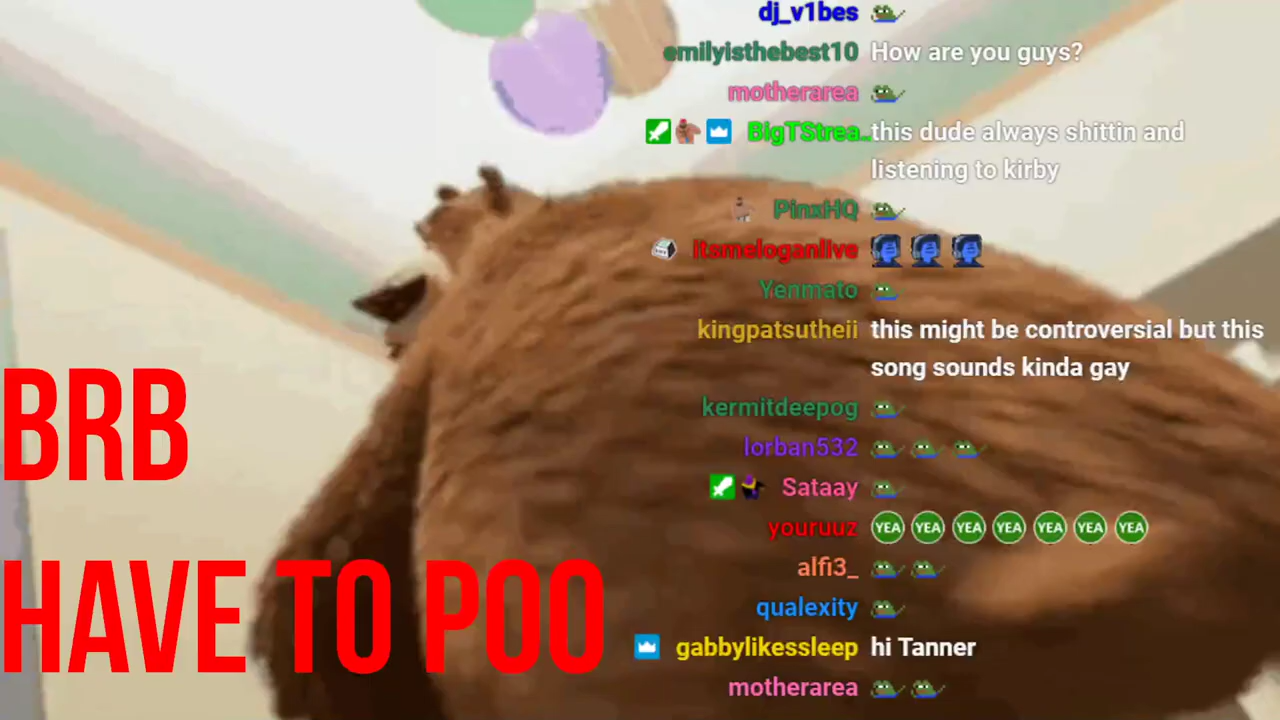 dj_v1bes
emilyisthebest10 How are you guys?
motherarea
BigTStrea… this dude always shittin and
listening to kirby
PinxHQ
itsmeloganlive
Yenmato
kingpatsutheii this might be controversial but this
song sounds kinda gay
BRB
kermitdeepog
lorban532
Sataay
youruuz YEA YEA YEA YEA YEA YEA YEA
alfi3_
HAVE TO POO
qualexity
gabbylikessleep hi Tanner
motherarea